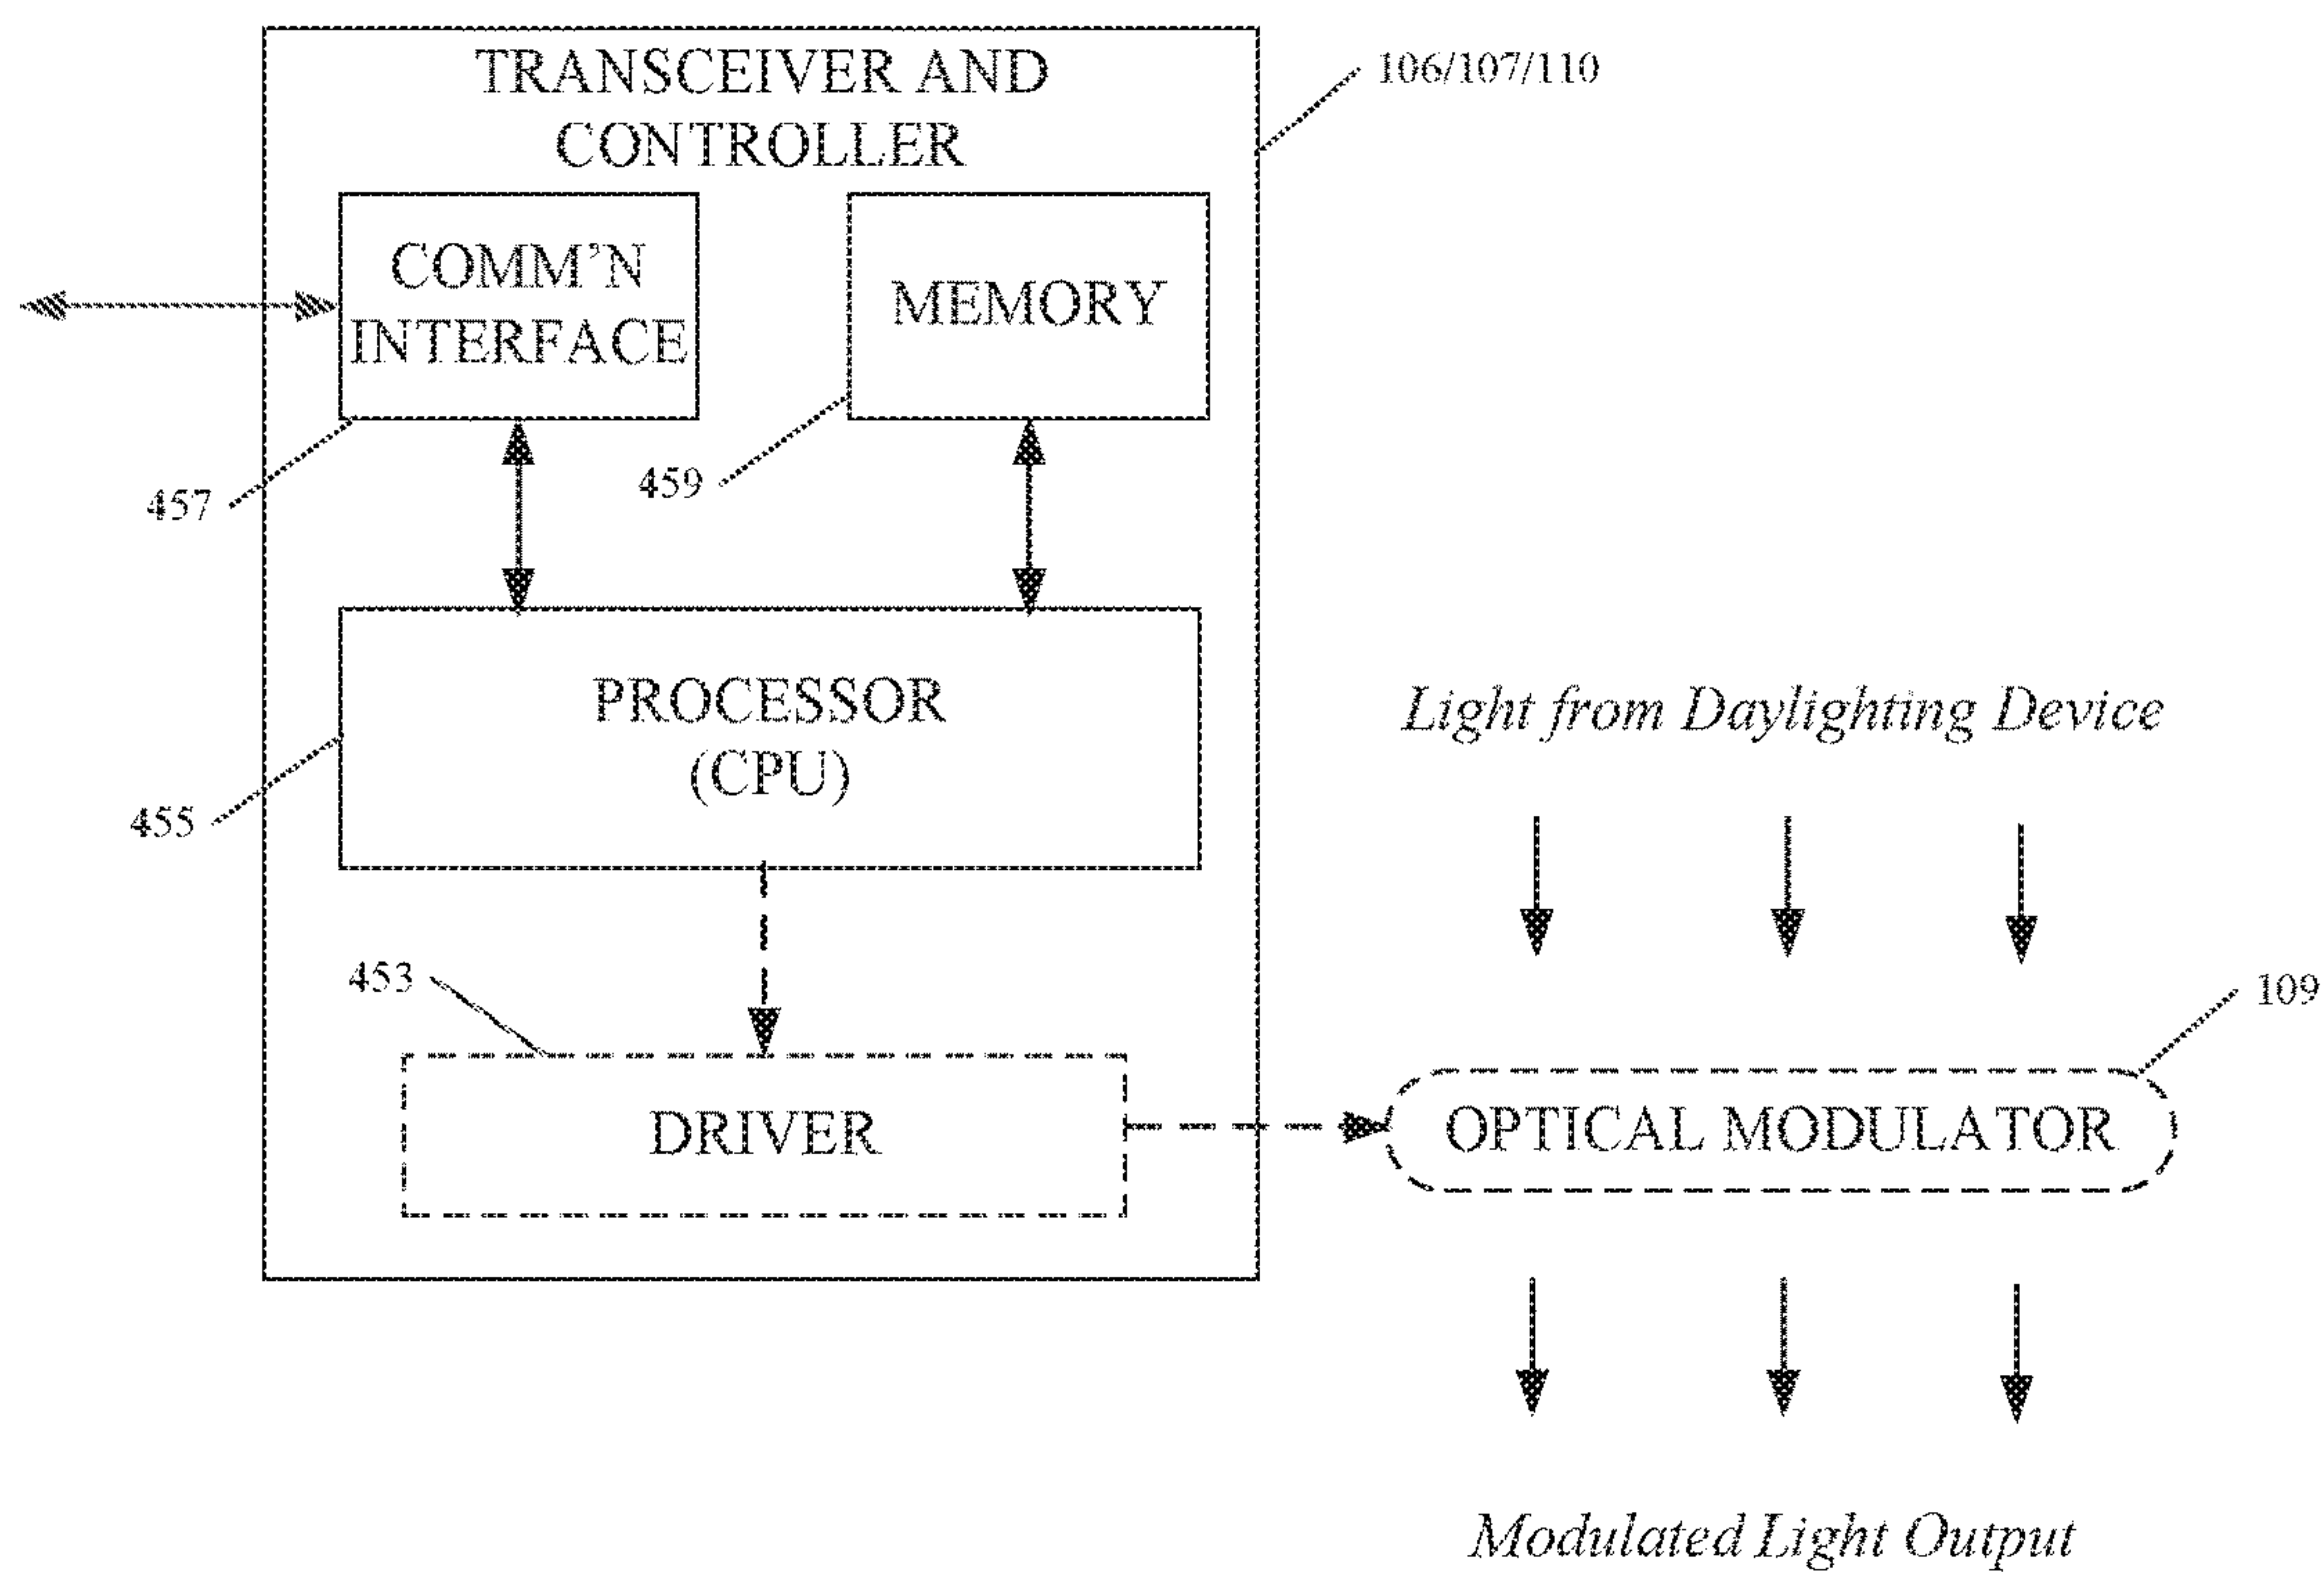 TRANSCEIVER AND
CONTROLLER
106/107/110
COMM'N
INTERFACE
MEMORY
457
459
PROCESSOR
(CPU)
455
Light from Daylighting Device
453
109
DRIVER
OPTICAL MODULATOR
Modulated Light Output